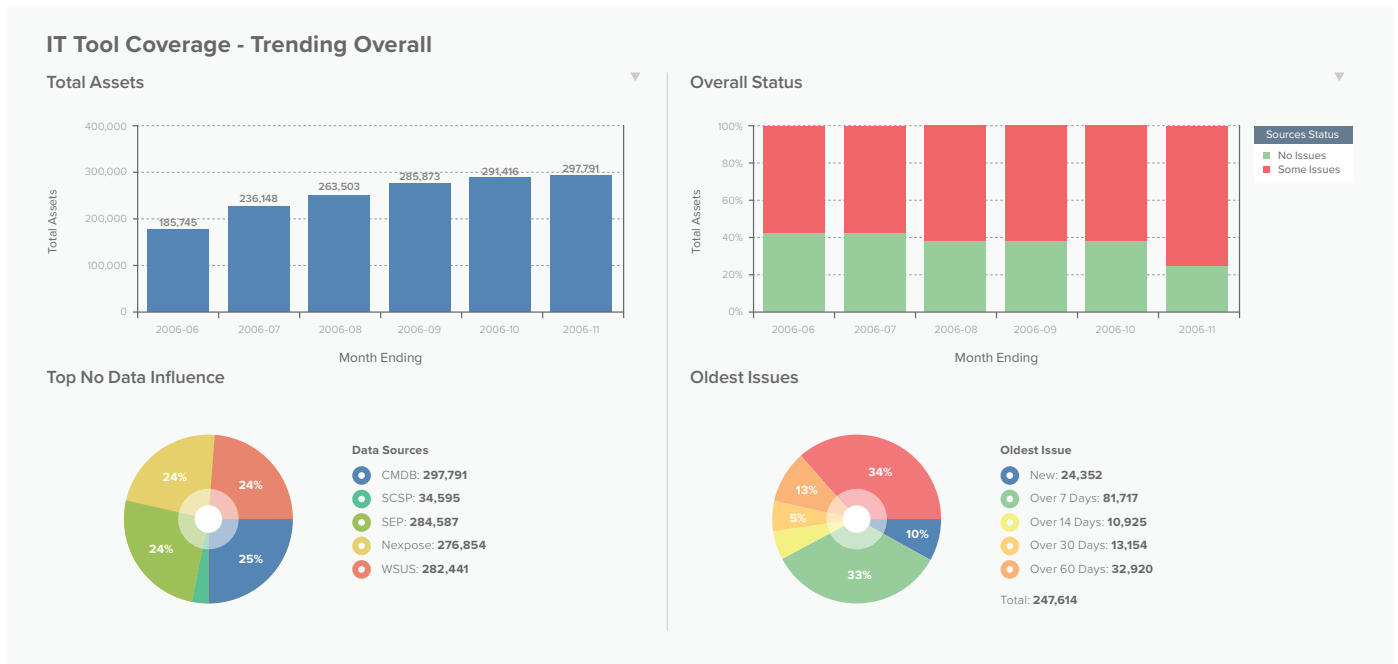 IT Tool Coverage - Trending Overall
Total Assets
400,000
300,000
200,000
100,000
0
Total Assets
185,745
236,148
263,503
285,873
291,416
297,791
2006-06
2006-07
2006-08
2006-09
2006-10
2006-11
Month Ending
Overall Status
100%
80%
60%
40%
20%
0%
Total Assets
2006-06
2006-07
2006-08
2006-09
2006-10
2006-11
Month Ending
Sources Status
No Issues
Some Issues
Top No Data Influence
24%
24%
24%
25%
Data Sources
CMDB: 297,791
SCSP: 34,595
SEP: 284,587
Nexpose: 276,854
WSUS: 282,441
Oldest Issues
34%
13%
5%
10%
33%
Oldest Issue
New: 24,352
Over 7 Days: 81,717
Over 14 Days: 10,925
Over 30 Days: 13,154
Over 60 Days: 32,920
Total: 247,614